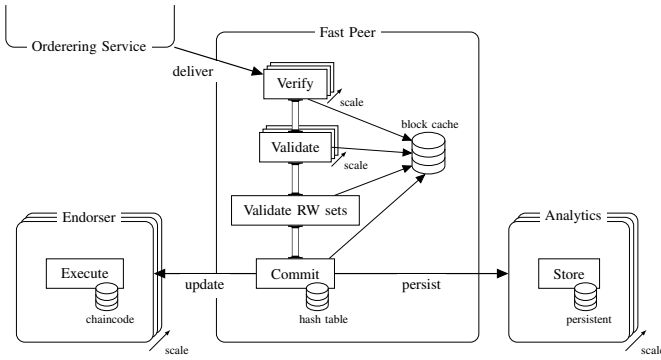 Fast Peer
Orderering Service
deliver
Verify
scale
block cache
Validate
scale
Validate RW sets
Endorser
Analytics
Execute
update
Commit
persist
Store
chaincode
hash table
persistent
scale
scale